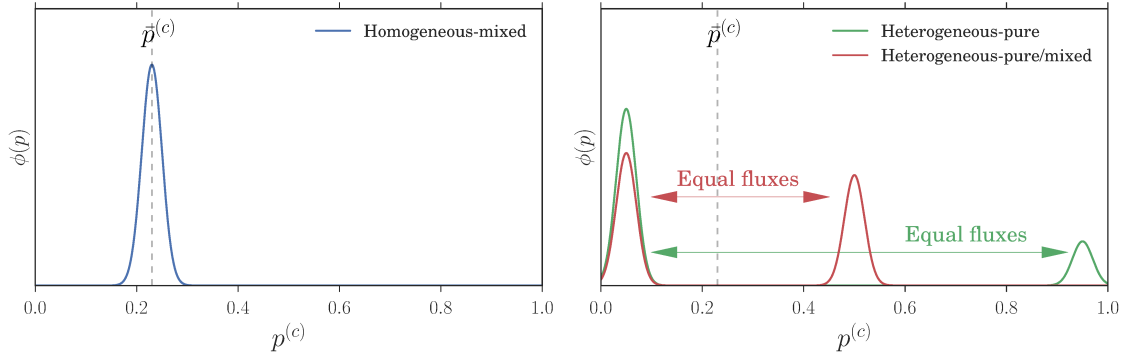 p̄^(c)
Homogeneous-mixed
ϕ(p)
0.0 0.2 0.4 0.6 0.8 1.0
p^(c)
p̄^(c)
Heterogeneous-pure
Heterogeneous-pure/mixed
Equal fluxes
Equal fluxes
ϕ(p)
0.0 0.2 0.4 0.6 0.8 1.0
p^(c)